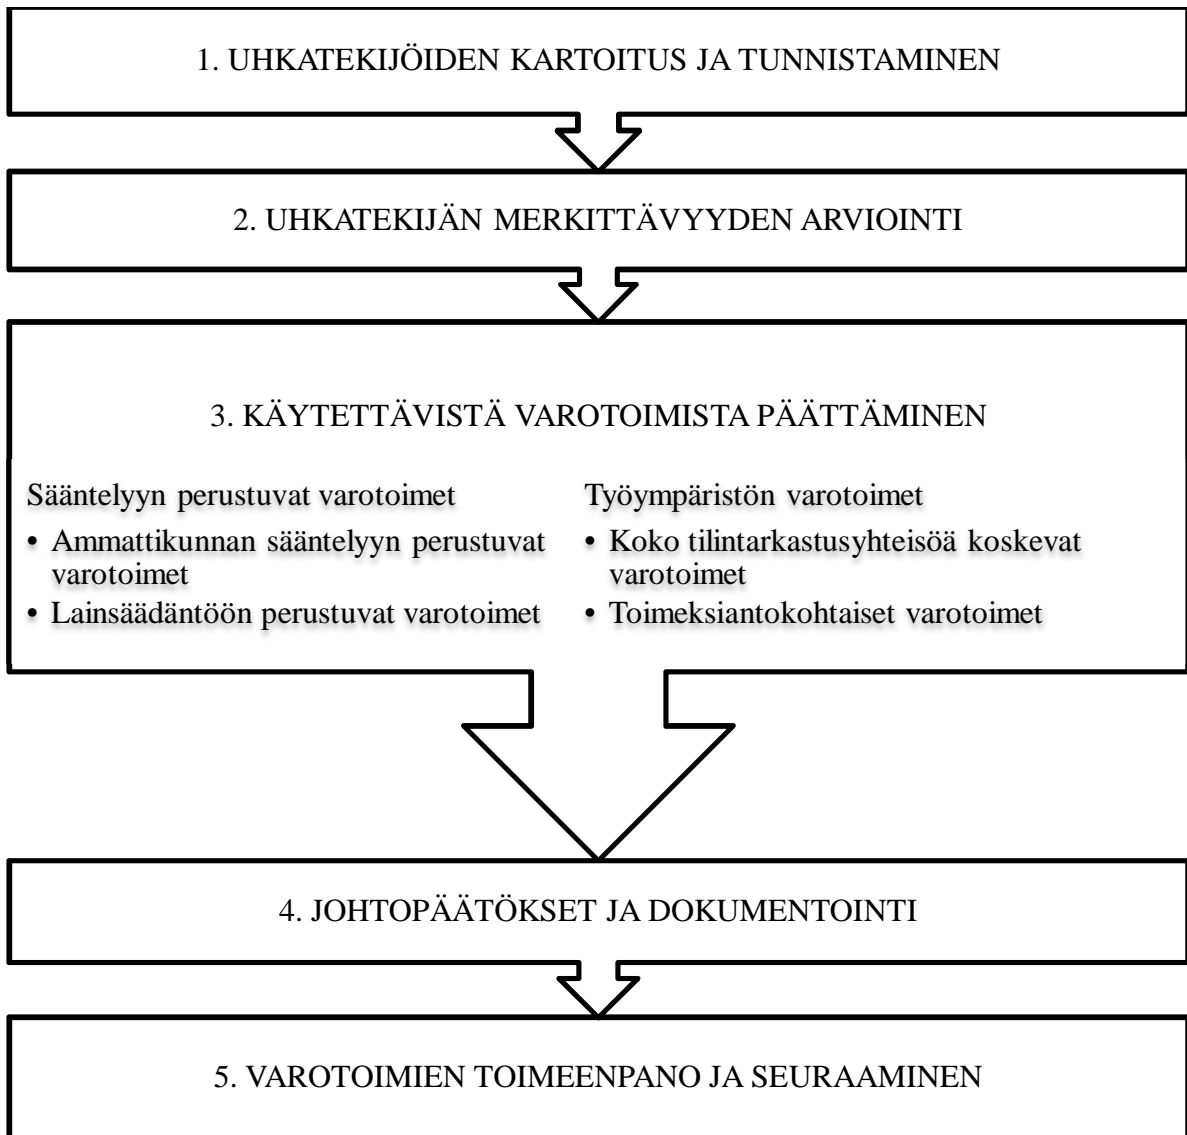 1. UHKATEKIJÖIDEN KARTOITUS JA TUNNISTAMINEN
2. UHKATEKIJÄN MERKITTÄVYYDEN ARVIOINTI
3. KÄYTETTÄVISTÄ VAROTOIMISTA PÄÄTTÄMINEN
Sääntelyyn perustuvat varotoimet
• Ammattikunnan sääntelyyn perustuvat
varotoimet
• Lainsäädäntöön perustuvat varotoimet
Työympäristön varotoimet
• Koko tilintarkastusyhteisöä koskevat
varotoimet
• Toimeksiantokohtaiset varotoimet
4. JOHTOPÄÄTÖKSET JA DOKUMENTOINTI
5. VAROTOIMIEN TOIMEENPANO JA SEURAAMINEN